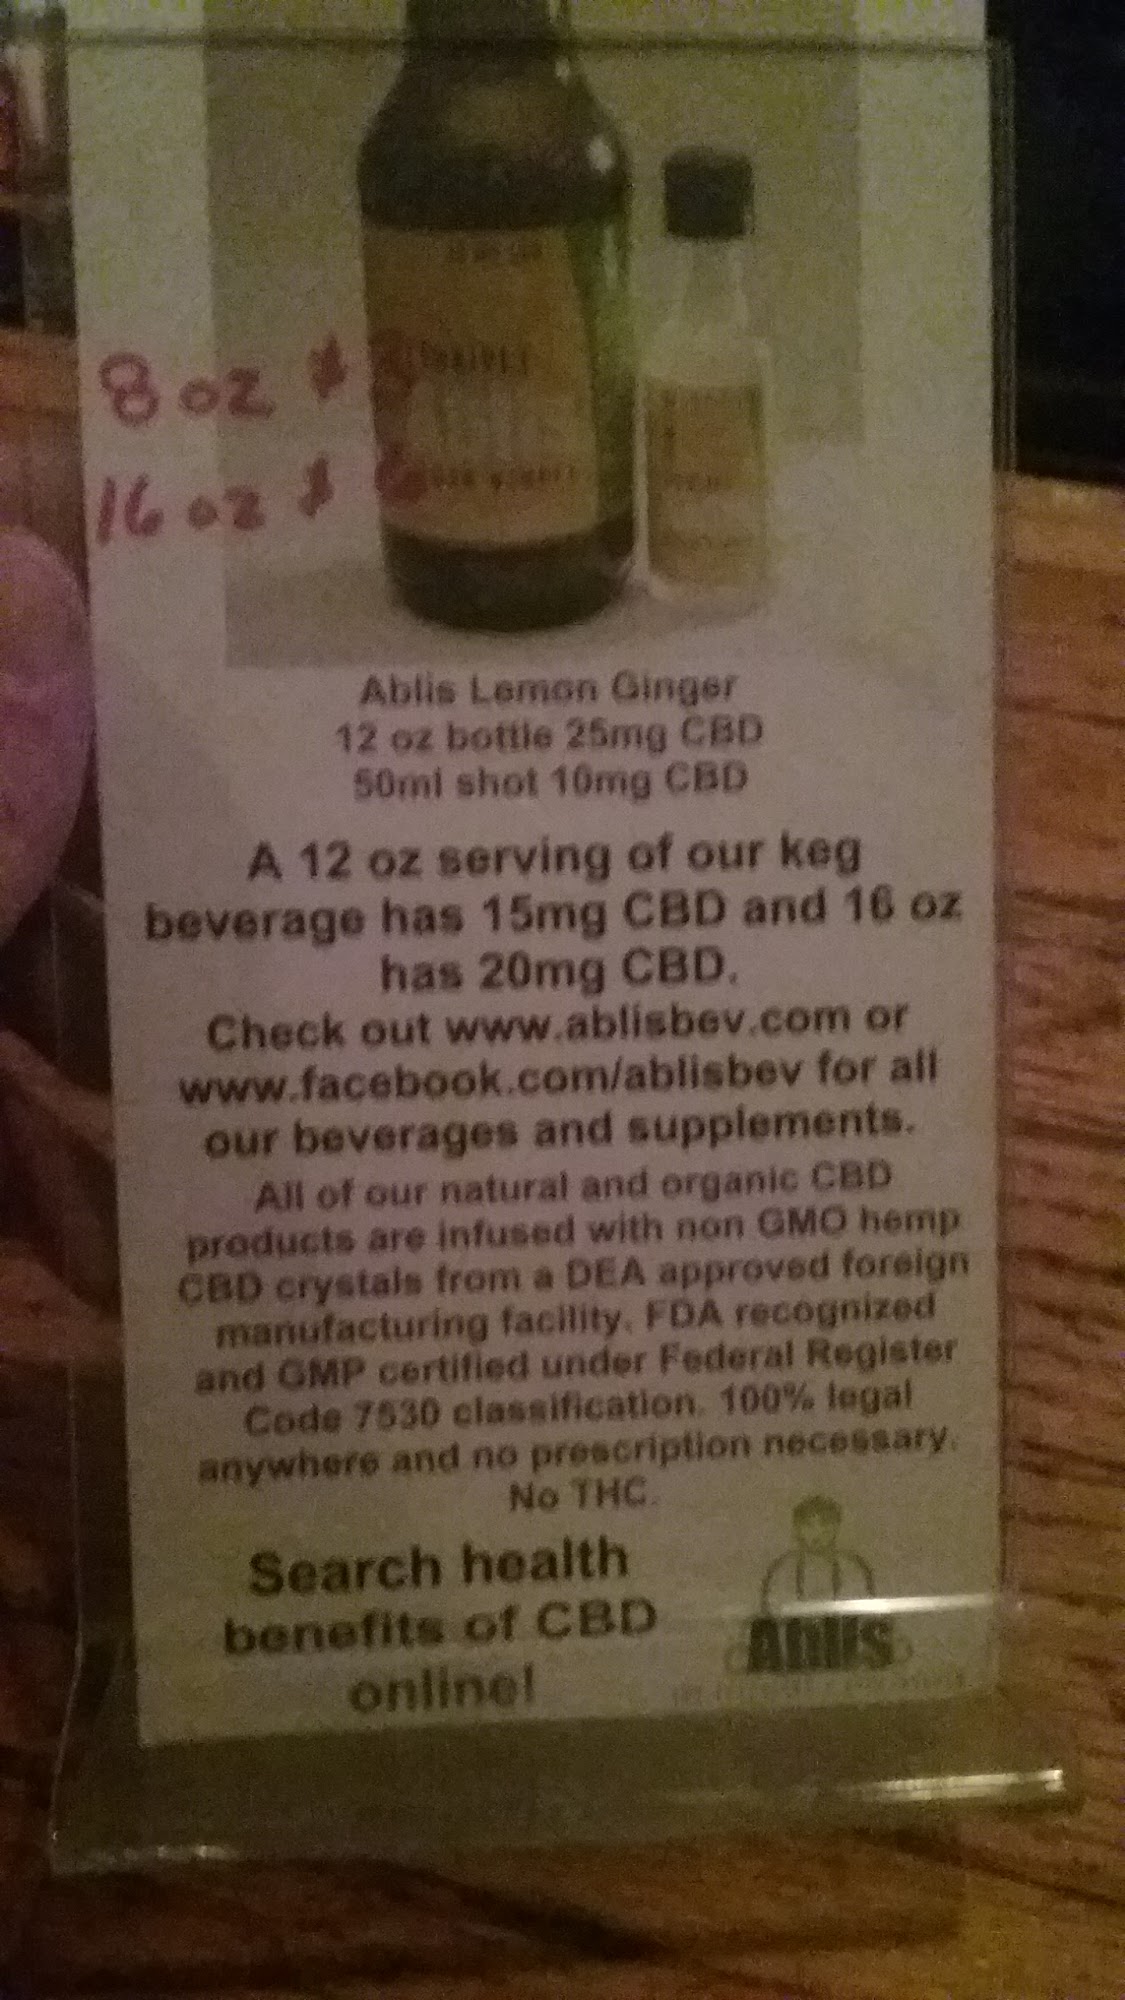 8 oz $
16 oz $
Ablis Lemon Ginger
12 oz bottle 25mg CBD
50ml shot 10mg CBD
A 12 oz serving of our keg
beverage has 15mg CBD and 16 oz
has 20mg CBD.
Check out www.ablisbev.com or
www.facebook.com/ablisbev for all
our beverages and supplements.
All of our natural and organic CBD
products are infused with non GMO hemp
CBD crystals from a DEA approved foreign
manufacturing facility. FDA recognized
and GMP certified under Federal Register
Code 7530 classification. 100% legal
anywhere and no prescription necessary.
No THC.
Search health
benefits of CBD
online!
Ablis